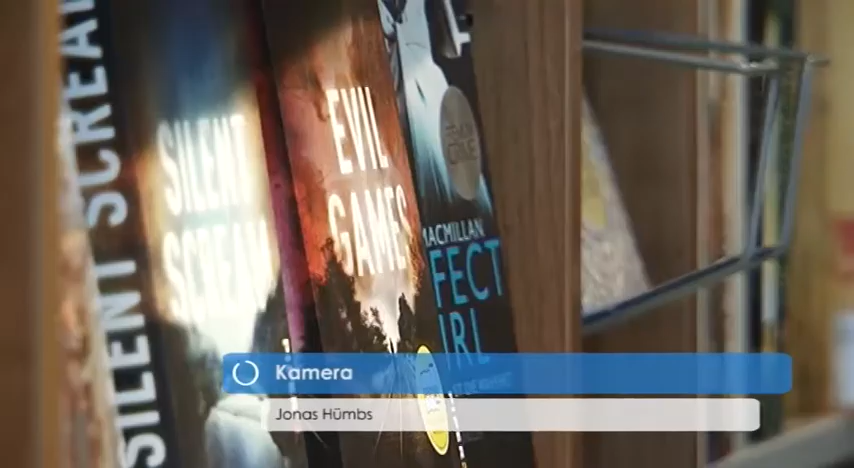 SILENT SCREAM
SILENT
SCREAM
EVIL
GAMES
MACMILLAN
FECT
IRL
Kamera
Jonas Hümbs